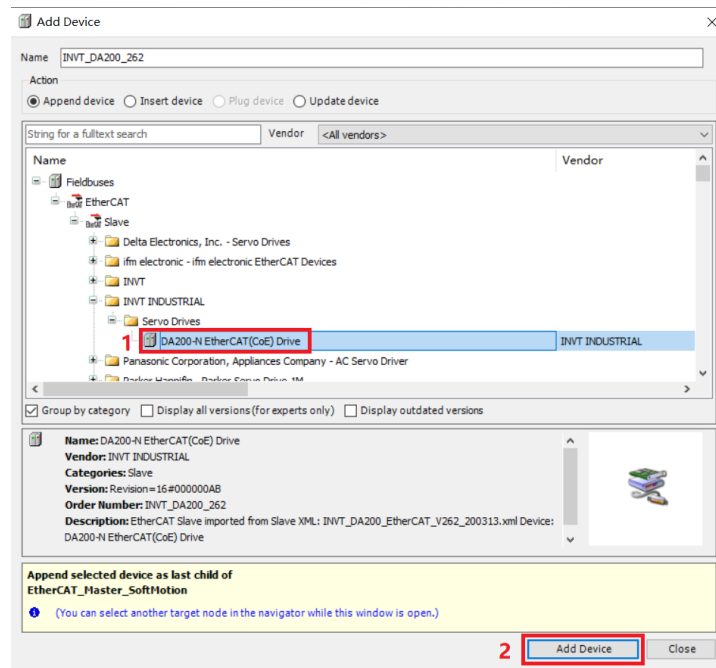 Add Device
Name INVT_DA200_262
Action
Append device Insert device Plug device Update device
String for a fulltext search Vendor <All vendors>
Name Vendor
Fieldbuses
EtherCAT
Slave
Delta Electronics, Inc. - Servo Drives
ifm electronic - ifm electronic EtherCAT Devices
INVT
INVT INDUSTRIAL
Servo Drives
1 DA200-N EtherCAT(CoE) Drive INVT INDUSTRIAL
Panasonic Corporation, Appliances Company - AC Servo Driver
Parker Hannifin - Parker Servo Drive 1M
Group by category Display all versions (for experts only) Display outdated versions
Name: DA200-N EtherCAT(CoE) Drive
Vendor: INVT INDUSTRIAL
Categories: Slave
Version: Revision=16#000000AB
Order Number: INVT_DA200_262
Description: EtherCAT Slave imported from Slave XML: INVT_DA200_EtherCAT_V262_200313.xml Device:
DA200-N EtherCAT(CoE) Drive
Append selected device as last child of
EtherCAT_Master_SoftMotion
(You can select another target node in the navigator while this window is open.)
2 Add Device Close